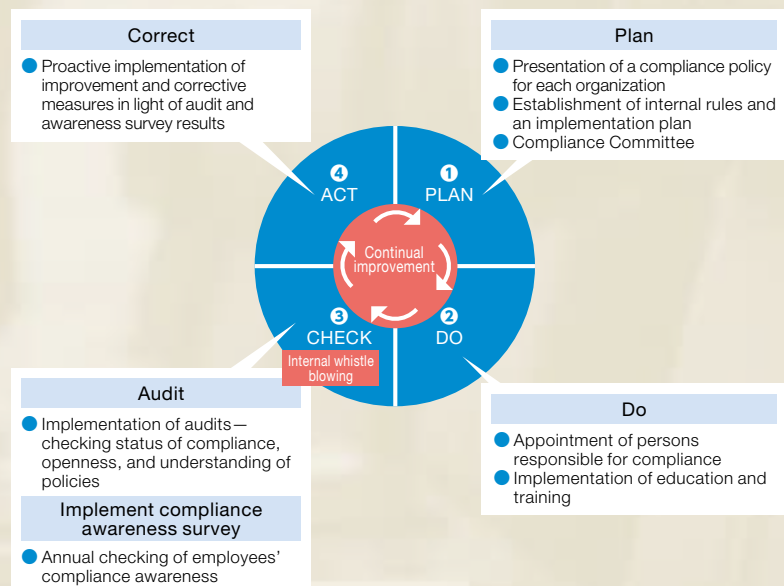 Correct
● Proactive implementation of
improvement and corrective
measures in light of audit and
awareness survey results
Plan
● Presentation of a compliance policy
for each organization
● Establishment of internal rules and
an implementation plan
● Compliance Committee
❹
ACT
❶
PLAN
Continual
improvement
❸
CHECK
Internal whistle
blowing
❷
DO
Audit
● Implementation of audits—
checking status of compliance,
openness, and understanding of
policies
Implement compliance
awareness survey
● Annual checking of employees’
compliance awareness
Do
● Appointment of persons
responsible for compliance
● Implementation of education and
training